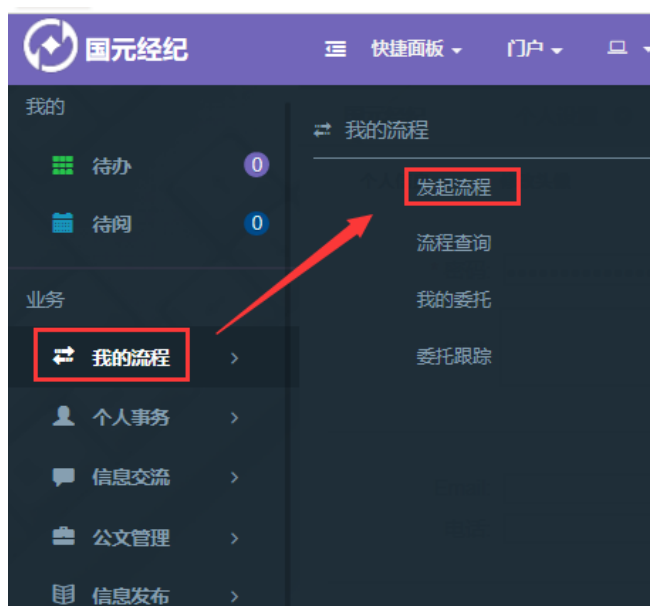 国元经纪
快捷面板
门户
我的
待办 0
待阅 0
业务
我的流程
个人事务
信息交流
公文管理
信息发布
我的流程
发起流程
流程查询
我的委托
委托跟踪